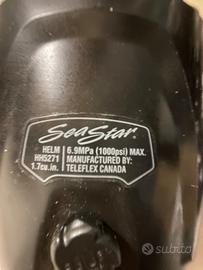 SeaStar
HELM
HH5271
1.7cu.in.
6.9MPa (1000psi) MAX.
MANUFACTURED BY:
TELEFLEX CANADA
subito